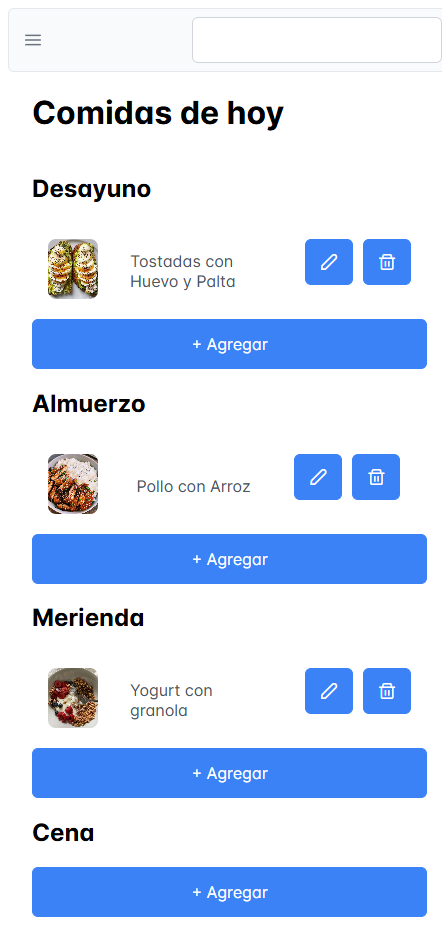 Comidas de hoy
Desayuno
Tostadas con
Huevo y Palta
+ Agregar
Almuerzo
Pollo con Arroz
+ Agregar
Merienda
Yogurt con
granola
+ Agregar
Cena
+ Agregar